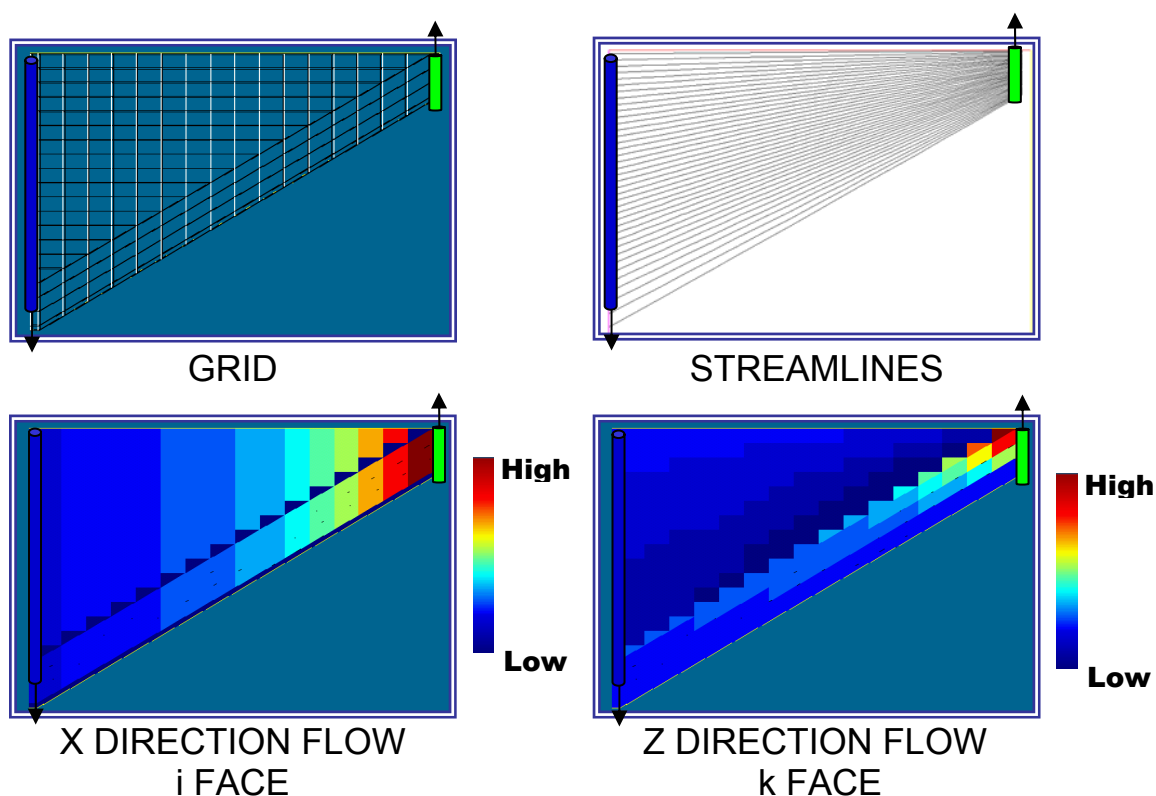 GRID
STREAMLINES
High
Low
X DIRECTION FLOW
i FACE
High
Low
Z DIRECTION FLOW
k FACE